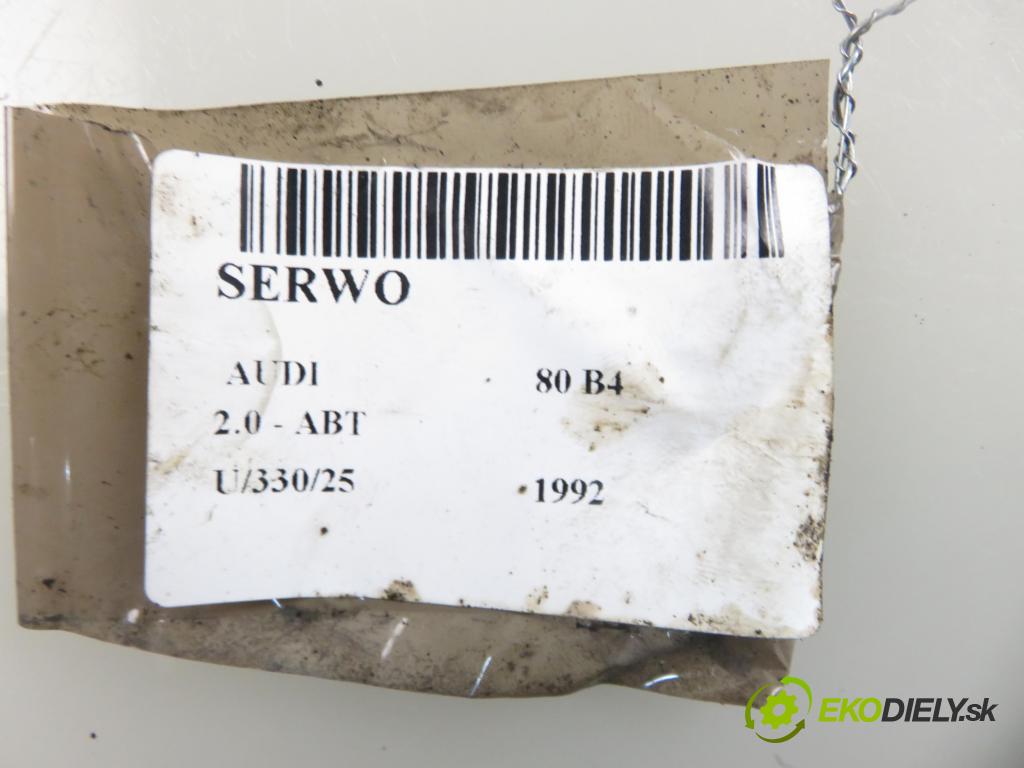 SERWO
AUDI 80 B4
2.0 - ABT
U/330/25 1992
EKODIELY.sk